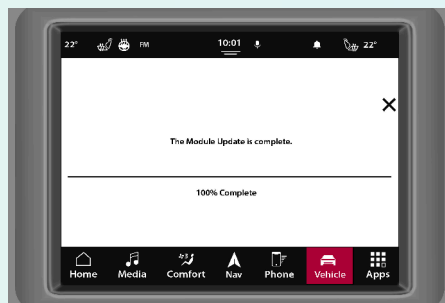 22° FM 10:01 22°
The Module Update is complete.
100% Complete
Home Media Comfort Nav Phone Vehicle Apps